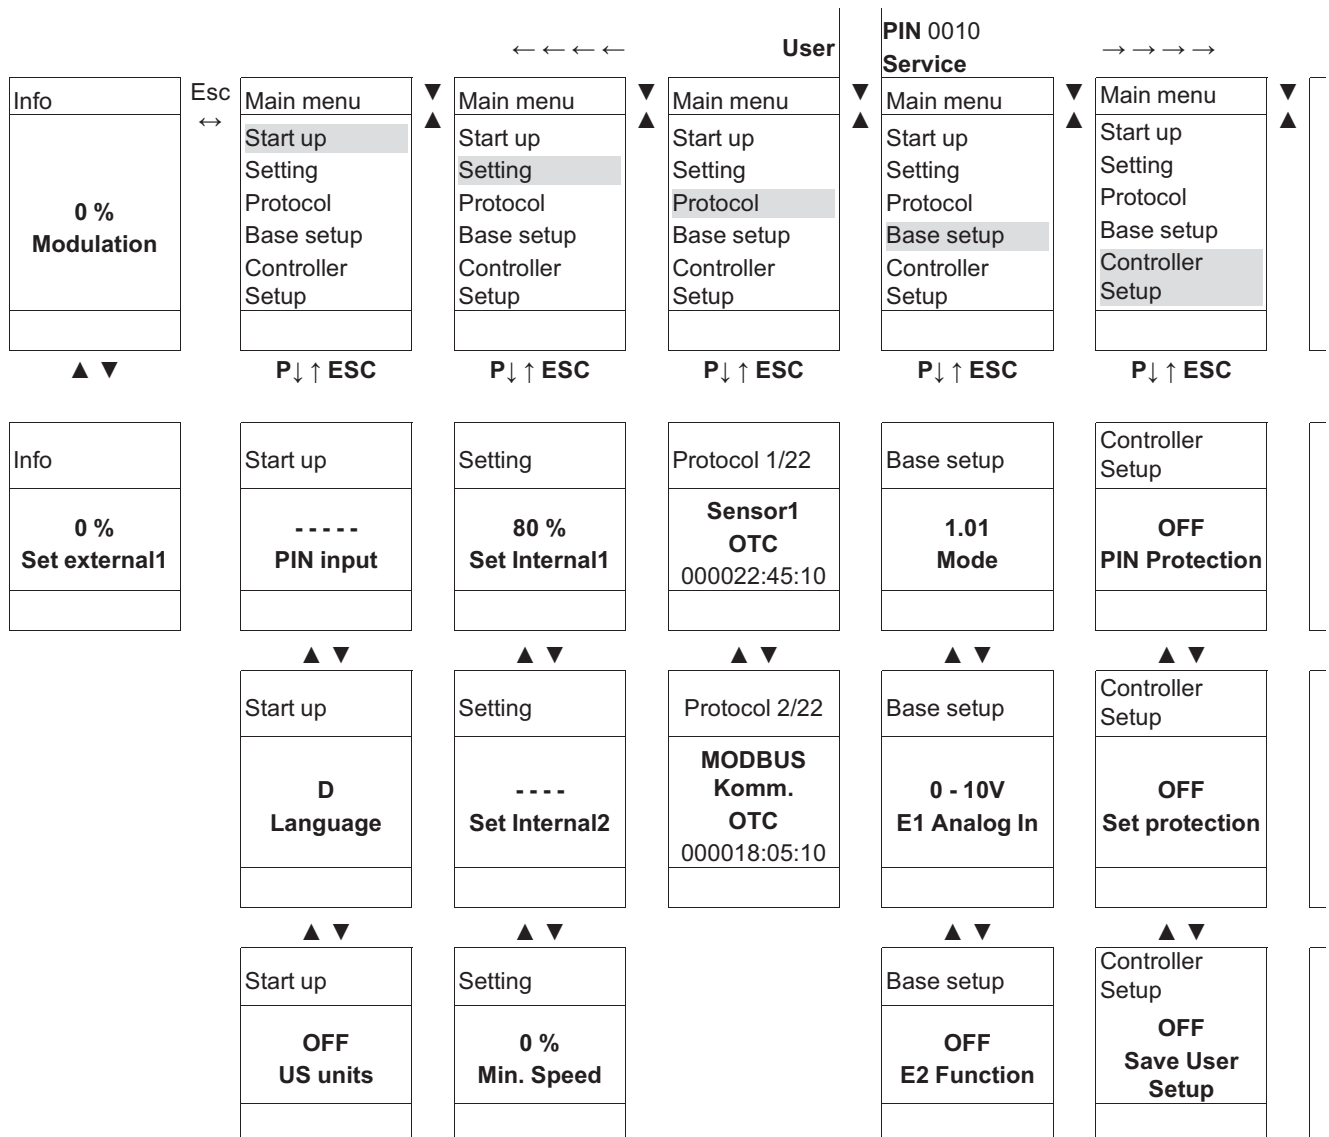 ← ← ← ← User PIN 0010
Service → → → →
Info
0 %
Modulation
▲ ▼
Info
0 %
Set external1
Esc
↔
Main menu
Start up
Setting
Protocol
Base setup
Controller
Setup
P↓ ↑ ESC
Start up
- - - - -
PIN input
▲ ▼
Start up
D
Language
▲ ▼
Start up
OFF
US units
▼
▲
Main menu
Start up
Setting
Protocol
Base setup
Controller
Setup
P↓ ↑ ESC
Setting
80 %
Set Internal1
▲ ▼
Setting
- - - -
Set Internal2
▲ ▼
Setting
0 %
Min. Speed
▼
▲
Main menu
Start up
Setting
Protocol
Base setup
Controller
Setup
P↓ ↑ ESC
Protocol 1/22
Sensor1
OTC
000022:45:10
▲ ▼
Protocol 2/22
MODBUS
Komm.
OTC
000018:05:10
▼
▲
Main menu
Start up
Setting
Protocol
Base setup
Controller
Setup
P↓ ↑ ESC
Base setup
1.01
Mode
▲ ▼
Base setup
0 - 10V
E1 Analog In
▲ ▼
Base setup
OFF
E2 Function
▼
▲
Main menu
Start up
Setting
Protocol
Base setup
Controller
Setup
P↓ ↑ ESC
Controller
Setup
OFF
PIN Protection
▲ ▼
Controller
Setup
OFF
Set protection
▲ ▼
Controller
Setup
OFF
Save User
Setup
▼
▲